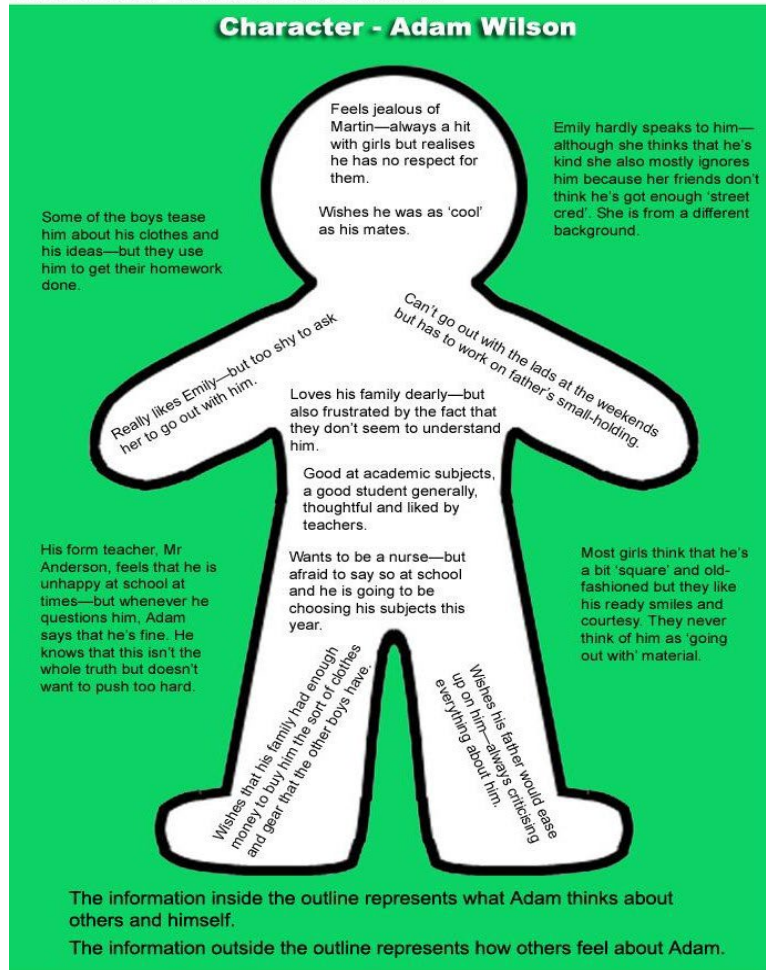 Character - Adam Wilson
Feels jealous of
Martin—always a hit
with girls but realises
he has no respect for
them.
Wishes he was as ‘cool’
as his mates.
Emily hardly speaks to him—
although she thinks that he’s
kind she also mostly ignores
him because her friends don’t
think he’s got enough ‘street
cred’. She is from a different
background.
Some of the boys tease
him about his clothes and
his ideas—but they use
him to get their homework
done.
Really likes Emily—but too shy to ask
her to go out with him.
Can’t go out with the lads at the weekends
but has to work on father’s small-holding.
Loves his family dearly—but
also frustrated by the fact that
they don’t seem to understand
him.
Good at academic subjects,
a good student generally,
thoughtful and liked by
teachers.
Wants to be a nurse—but
afraid to say so at school
and he is going to be
choosing his subjects this
year.
His form teacher, Mr
Anderson, feels that he is
unhappy at school at
times—but whenever he
questions him, Adam
says that he’s fine. He
knows that this isn’t the
whole truth but doesn’t
want to push too hard.
Most girls think that he’s
a bit ‘square’ and old-
fashioned but they like
his ready smiles and
courtesy. They never
think of him as ‘going
out with’ material.
Wishes that his family had enough
money to buy him the sort of clothes
and gear that the other boys have.
Wishes his father would ease
up on him—always criticising
everything about him.
The information inside the outline represents what Adam thinks about
others and himself.
The information outside the outline represents how others feel about Adam.